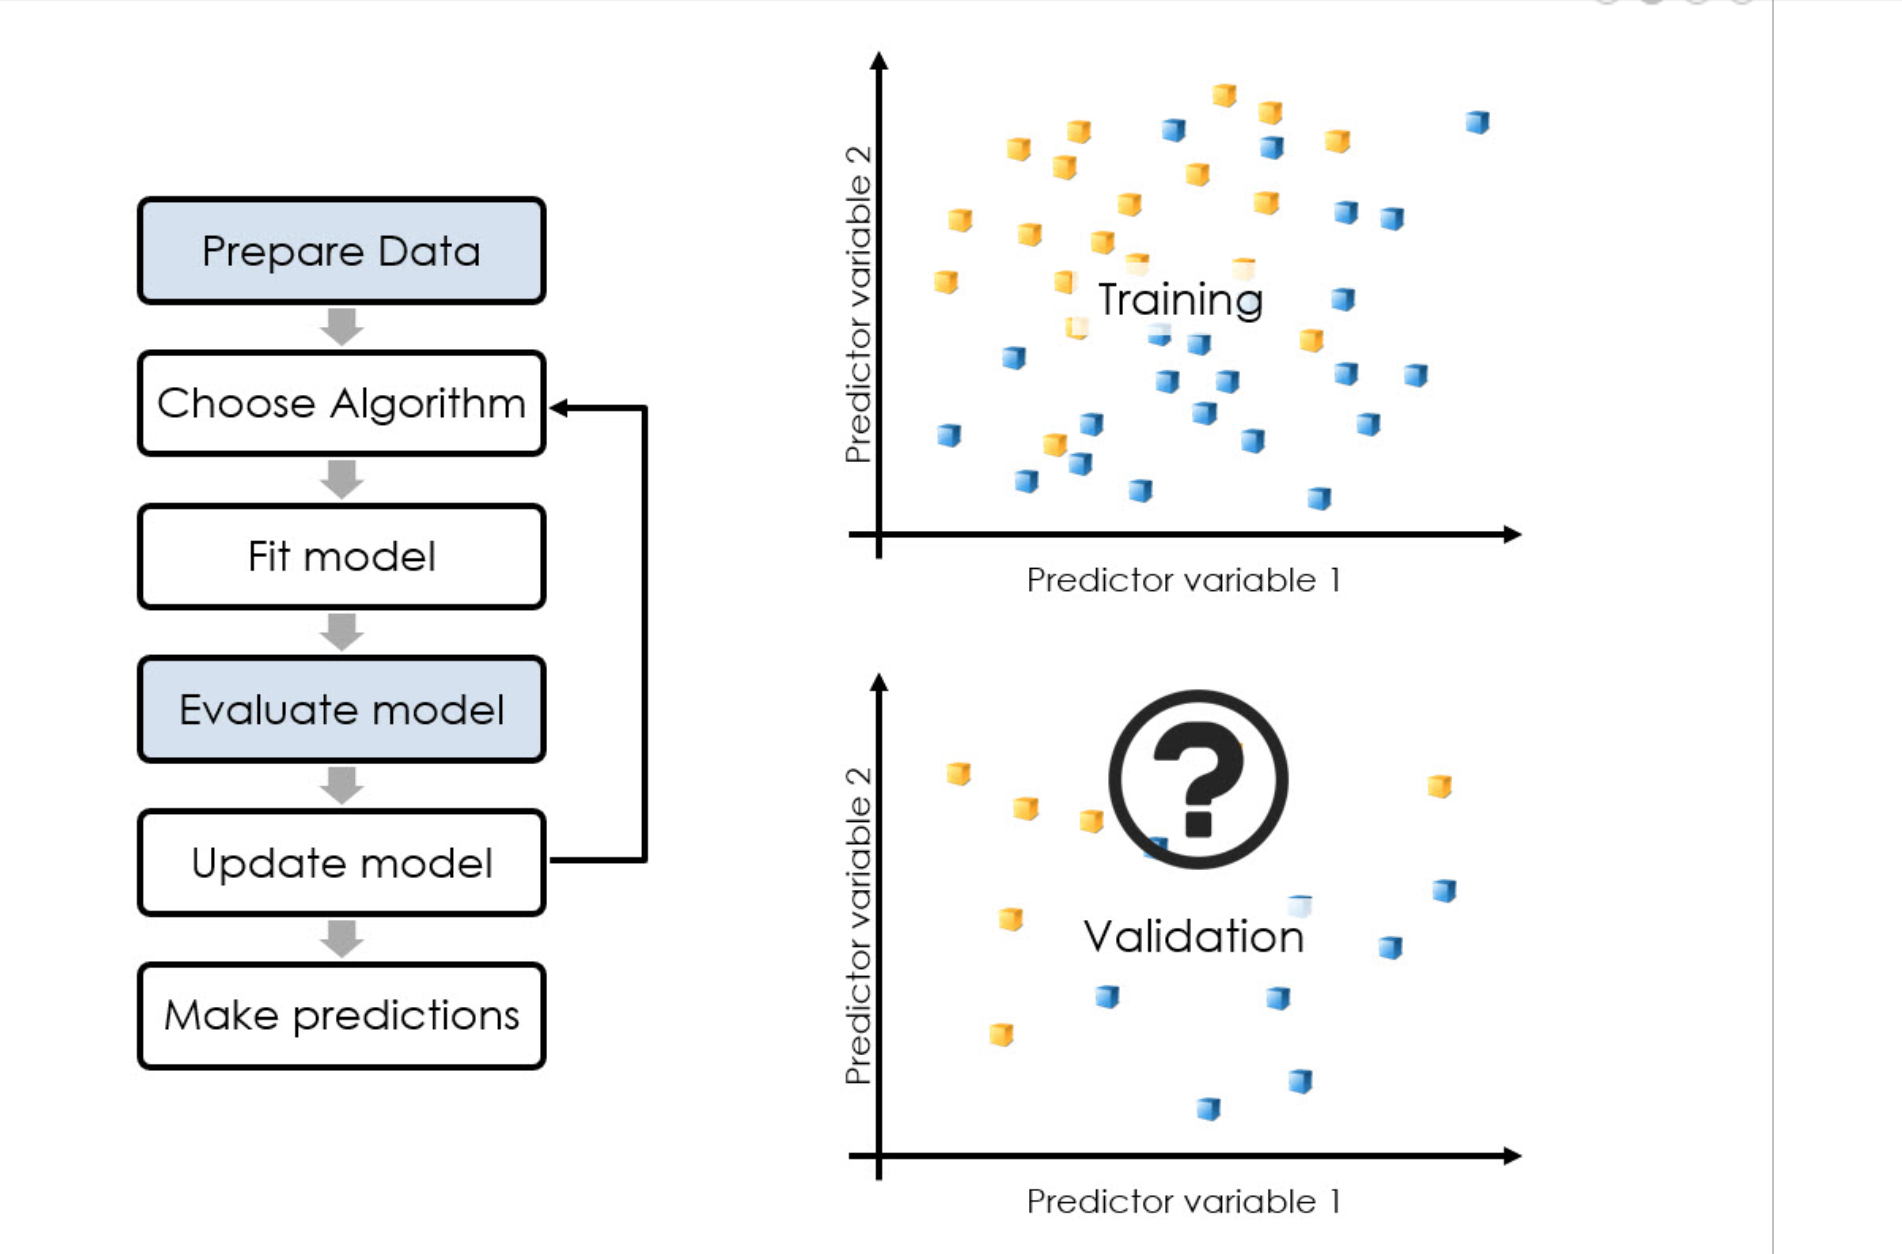 Prepare Data
Choose Algorithm
Fit model
Evaluate model
Update model
Make predictions
Predictor variable 2
Training
Predictor variable 1
Predictor variable 2
?
Validation
Predictor variable 1